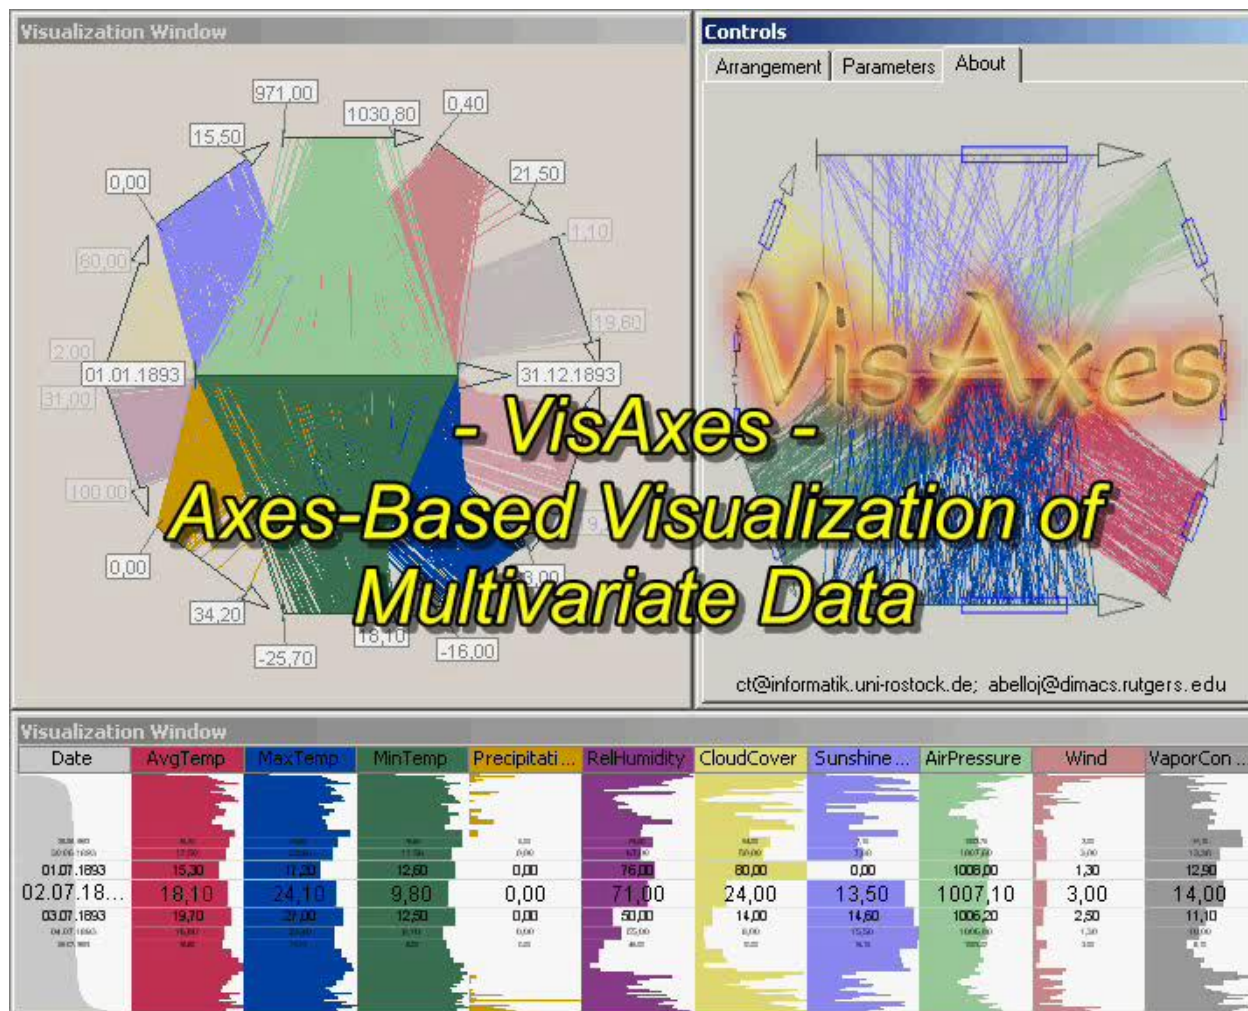 Visualization Window
971,00
1030,80
0,40
15,50
21,50
0,00
1,10
60,00
19,60
2,00
01.01.1893
31.12.1893
31,00
100,00
0,00
34,20
18,10
-16,00
-25,70
Controls
Arrangement Parameters About
VisAxes
- VisAxes -
Axes-Based Visualization of
Multivariate Data
ct@informatik.uni-rostock.de; abelloj@dimacs.rutgers.edu
Visualization Window
Date AvgTemp MaxTemp MinTemp Precipitati... RelHumidity CloudCover Sunshine ... AirPressure Wind VaporCon ...
01.07.1893 15,30 17,20 12,60 0,00 76,00 80,00 0,00 1006,00 1,30 12,90
02.07.18... 18,10 24,10 9,80 0,00 71,00 24,00 13,50 1007,10 3,00 14,00
03.07.1893 19,70 27,00 12,50 0,00 50,00 14,00 14,60 1006,20 2,50 11,10